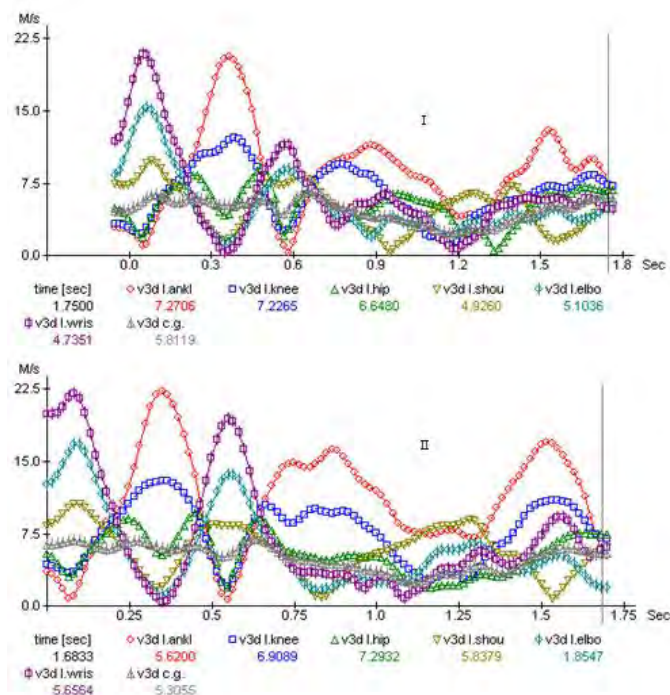 M/s
22.5
15.0
I
7.5
0.0
0.0 0.3 0.6 0.9 1.2 1.5 1.8 Sec
time [sec] v3d l.ankl v3d l.knee v3d l.hip v3d l.shou v3d l.elbo
1.7500 7.2706 7.2265 6.6480 4.9260 5.1036
v3d l.wris v3d c.g.
4.7351 5.8119
M/s
22.5
15.0
II
7.5
0.0
0.25 0.5 0.75 1.0 1.25 1.5 1.75 Sec
time [sec] v3d l.ankl v3d l.knee v3d l.hip v3d l.shou v3d l.elbo
1.6833 5.6200 6.9089 7.2932 5.8379 1.8547
v3d l.wris v3d c.g.
5.6564 5.3055